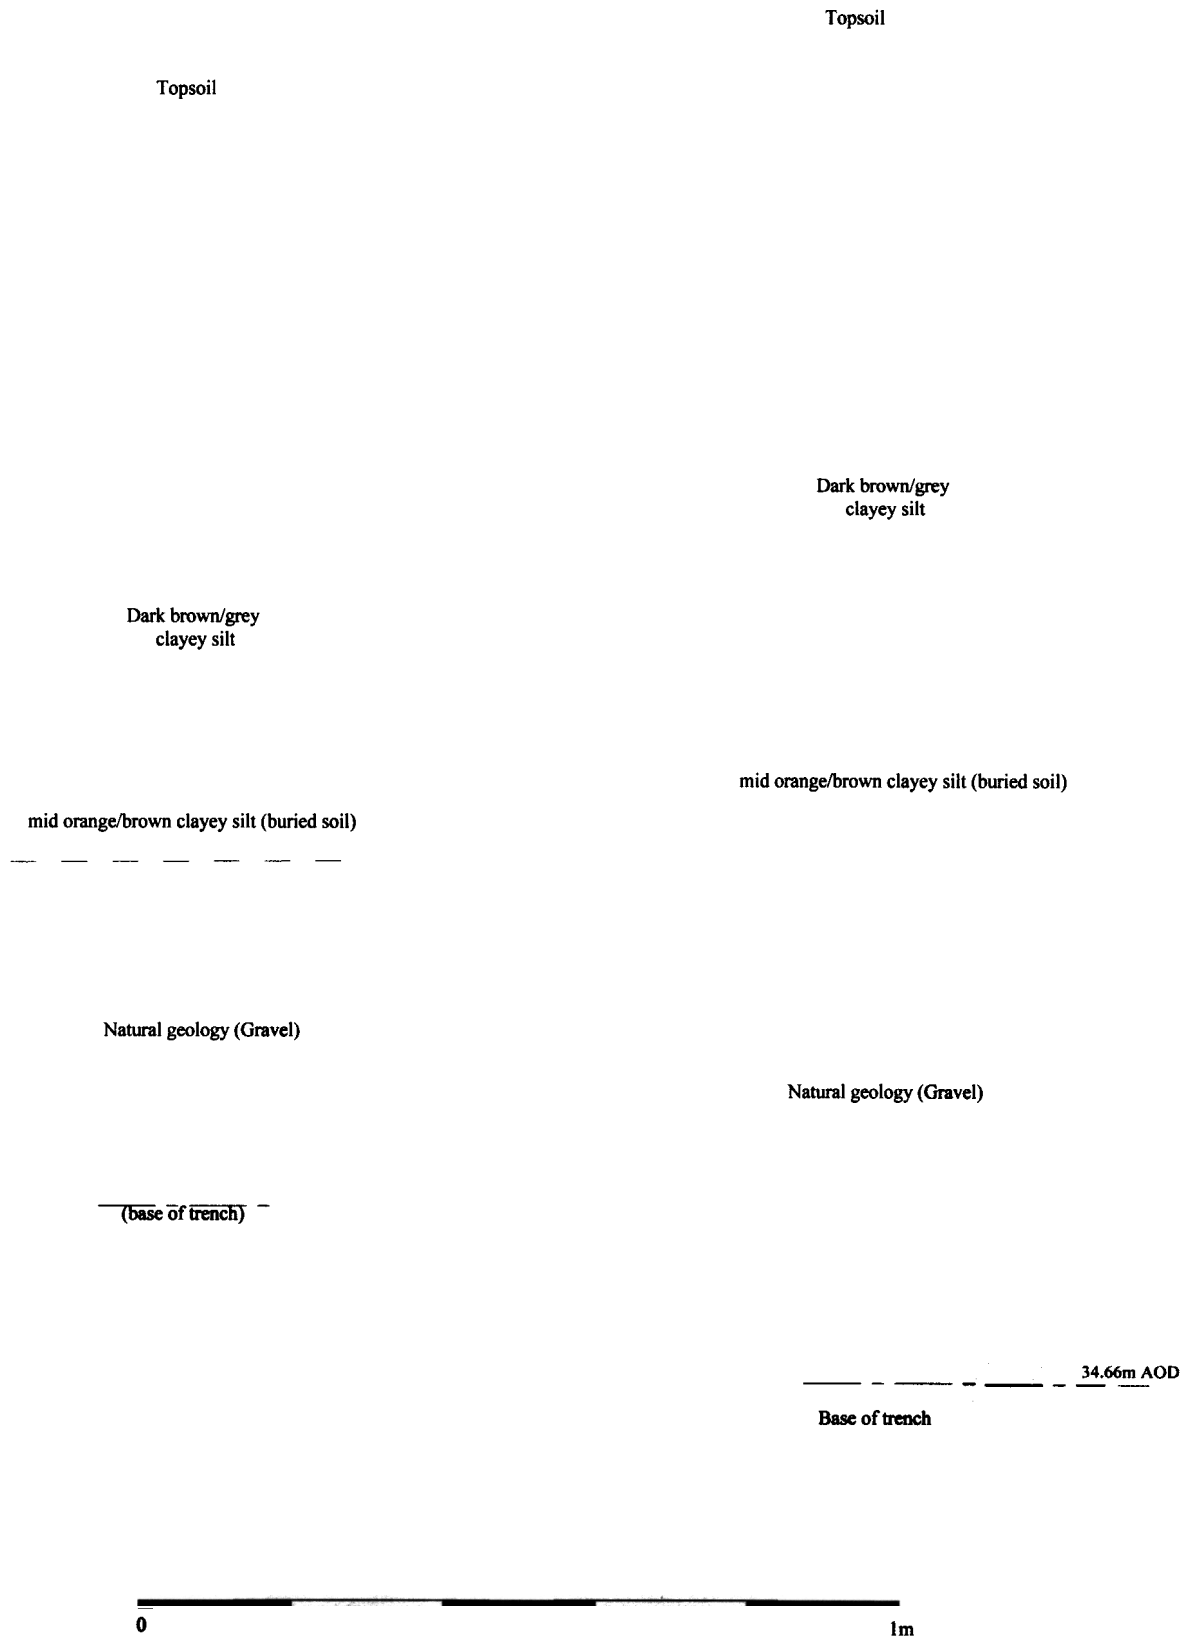 Topsoil
Topsoil
Dark brown/grey
clayey silt
Dark brown/grey
clayey silt
mid orange/brown clayey silt (buried soil)
mid orange/brown clayey silt (buried soil)
Natural geology (Gravel)
Natural geology (Gravel)
(base of trench)
34.66m AOD
Base of trench
0
1m